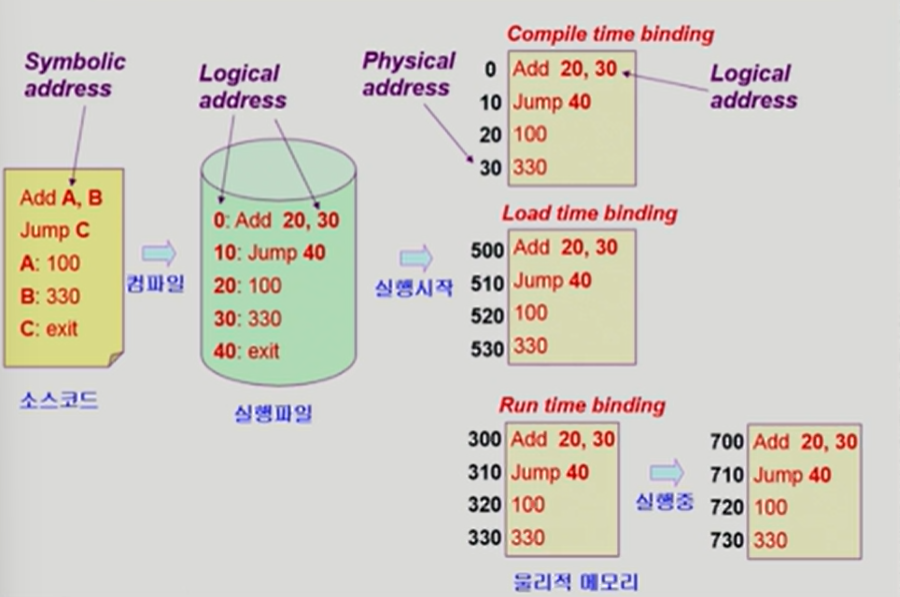 Symbolic
address
Add A, B
Jump C
A: 100
B: 330
C: exit
소스코드
컴파일
Logical
address
0: Add 20, 30
10: Jump 40
20: 100
30: 330
40: exit
실행파일
실행시작
Physical
address
Compile time binding
0 Add 20, 30
10 Jump 40
20 100
30 330
Logical
address
Load time binding
500 Add 20, 30
510 Jump 40
520 100
530 330
Run time binding
300 Add 20, 30
310 Jump 40
320 100
330 330
실행중
700 Add 20, 30
710 Jump 40
720 100
730 330
물리적 메모리